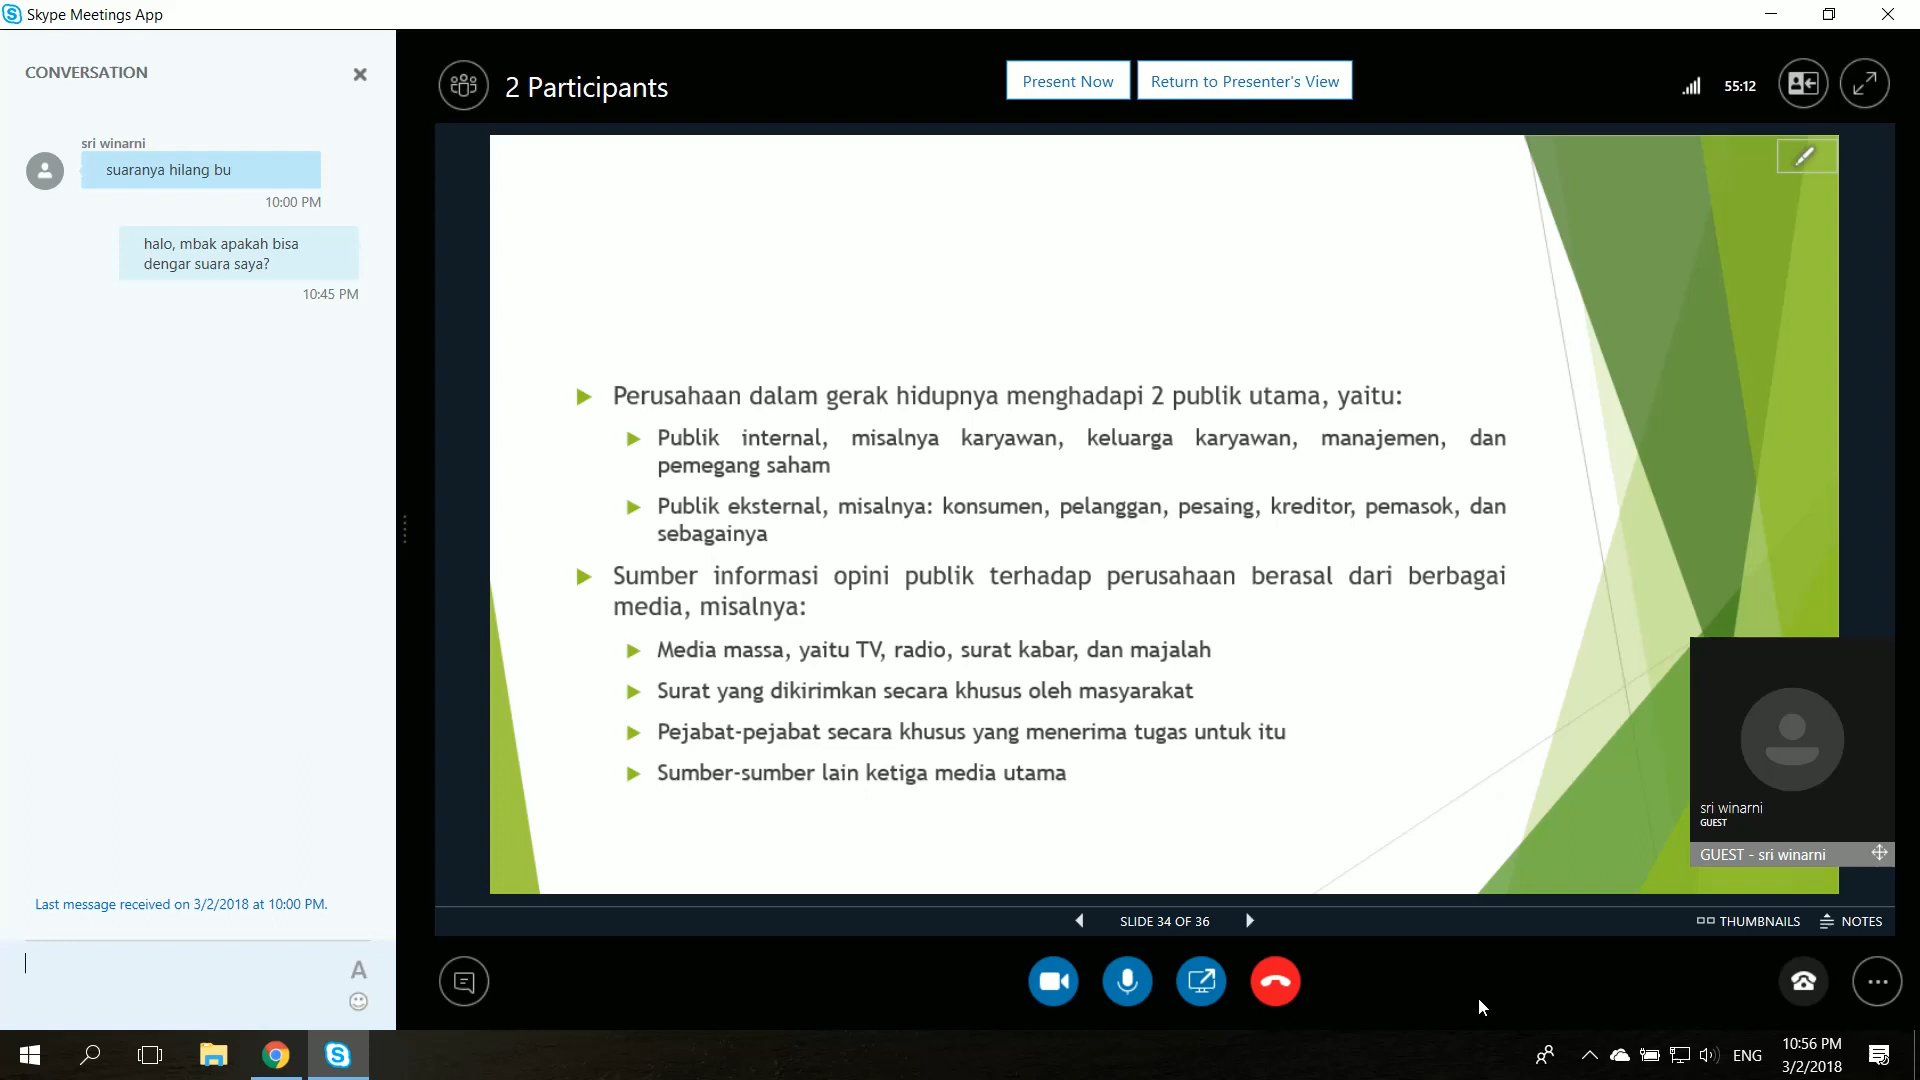 Skype Meetings App
CONVERSATION
sri winarni
suaranya hilang bu
10:00 PM
halo, mbak apakah bisa
dengar suara saya?
10:45 PM
Last message received on 3/2/2018 at 10:00 PM.
A
2 Participants
Present Now
Return to Presenter's View
55:12
Perusahaan dalam gerak hidupnya menghadapi 2 publik utama, yaitu:
Publik internal, misalnya karyawan, keluarga karyawan, manajemen, dan
pemegang saham
Publik eksternal, misalnya: konsumen, pelanggan, pesaing, kreditor, pemasok, dan
sebagainya
Sumber informasi opini publik terhadap perusahaan berasal dari berbagai
media, misalnya:
Media massa, yaitu TV, radio, surat kabar, dan majalah
Surat yang dikirimkan secara khusus oleh masyarakat
Pejabat-pejabat secara khusus yang menerima tugas untuk itu
Sumber-sumber lain ketiga media utama
sri winarni
GUEST
GUEST - sri winarni
SLIDE 34 OF 36
THUMBNAILS
NOTES
ENG
10:56 PM
3/2/2018